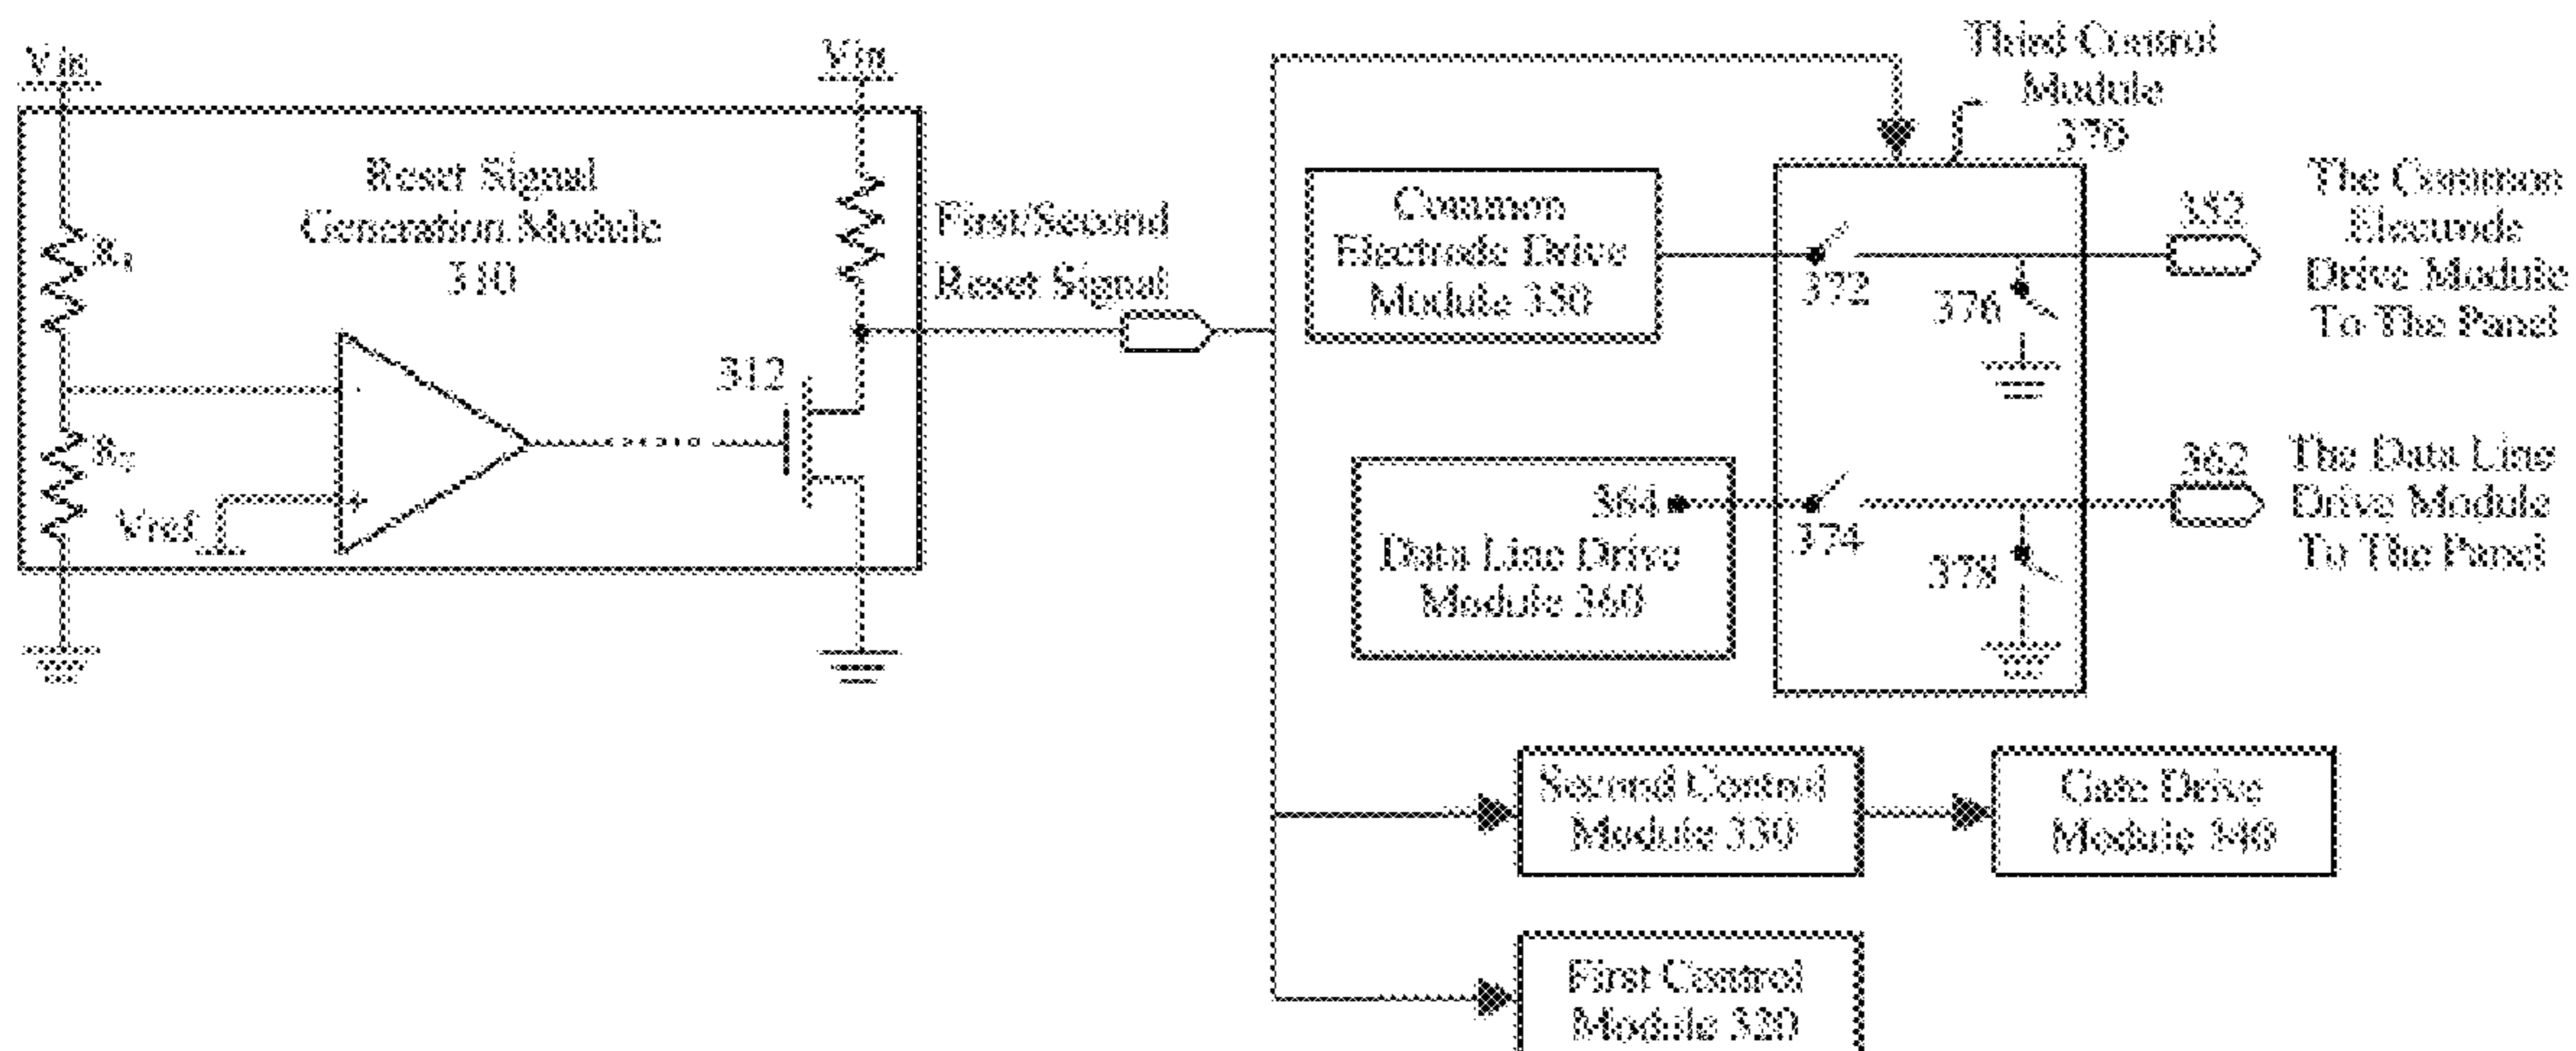 Vin
Vin
Reset Signal
Generation Module
310
R1
R2
Vref
-
+
312
First/Second
Reset Signal
Third Control
Module
370
Common
Electrode Drive
Module 350
372
376
352
The Common
Electrode
Drive Module
To The Panel
364
Data Line Drive
Module 360
374
378
362
The Data Line
Drive Module
To The Panel
Second Control
Module 330
Gate Drive
Module 340
First Control
Module 320